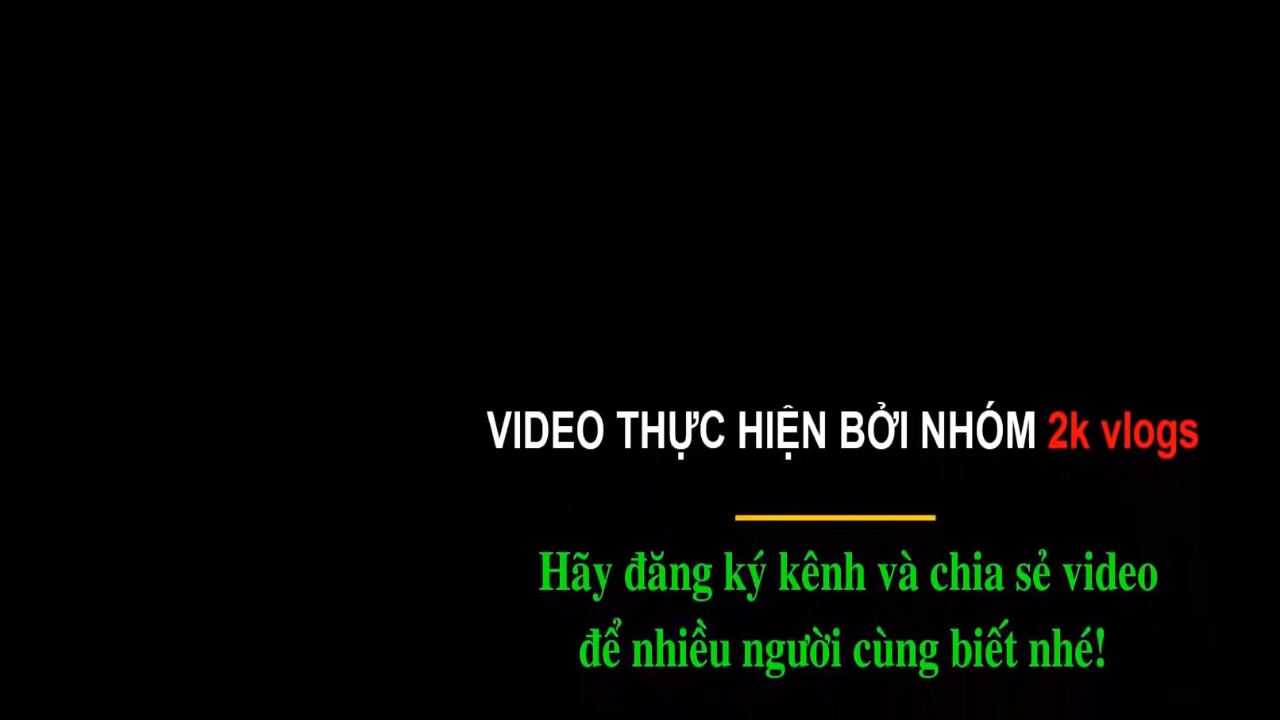 VIDEO THỰC HIỆN BỞI NHÓM 2k vlogs
Hãy đăng ký kênh và chia sẻ video
để nhiều người cùng biết nhé!